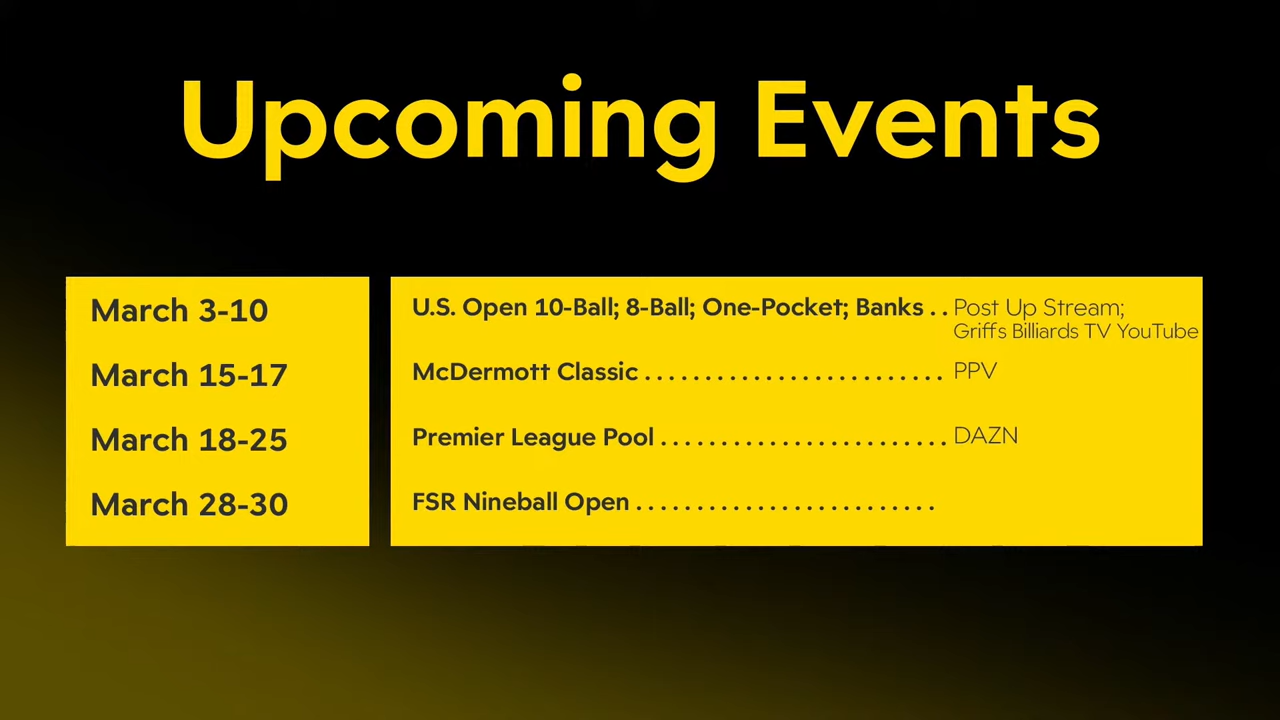 Upcoming Events
March 3-10
U.S. Open 10-Ball; 8-Ball; One-Pocket; Banks . . Post Up Stream;
Griffs Billiards TV YouTube
March 15-17
McDermott Classic . . . . . . . . . . . . . . . . . . . . . . . . . PPV
March 18-25
Premier League Pool . . . . . . . . . . . . . . . . . . . . . . . . DAZN
March 28-30
FSR Nineball Open . . . . . . . . . . . . . . . . . . . . . . . . .